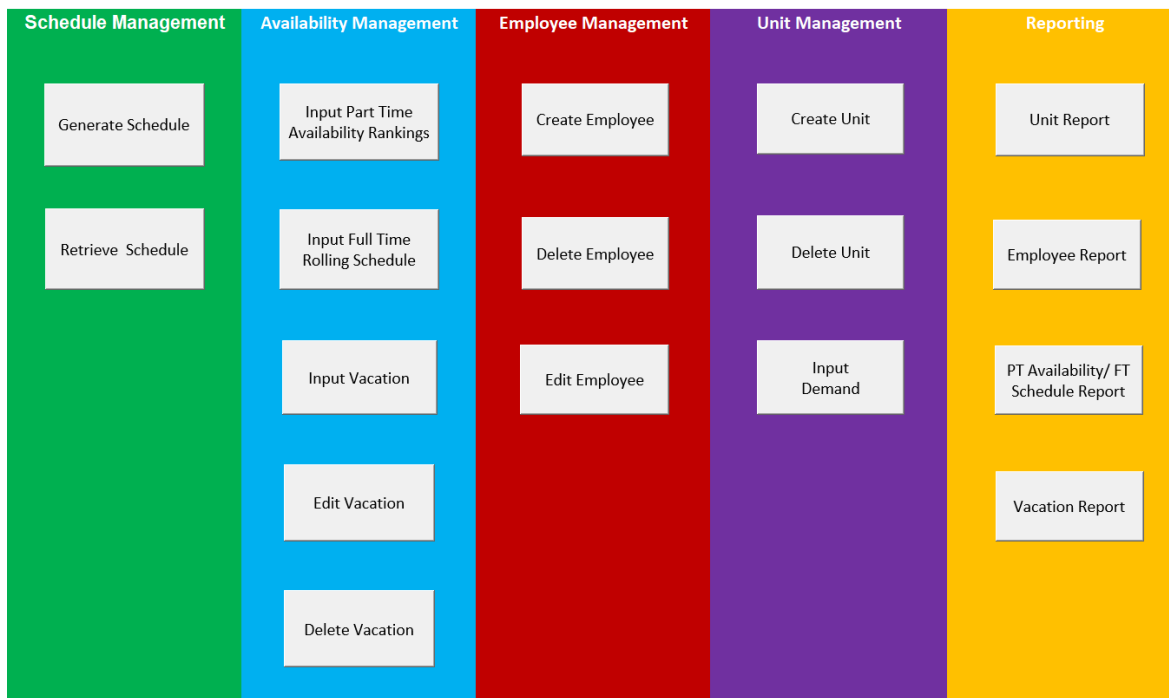 Schedule Management
Availability Management
Employee Management
Unit Management
Reporting
Generate Schedule
Input Part Time
Availability Rankings
Create Employee
Create Unit
Unit Report
Retrieve Schedule
Input Full Time
Rolling Schedule
Delete Employee
Delete Unit
Employee Report
Input Vacation
Edit Employee
Input
Demand
PT Availability/ FT
Schedule Report
Edit Vacation
Vacation Report
Delete Vacation